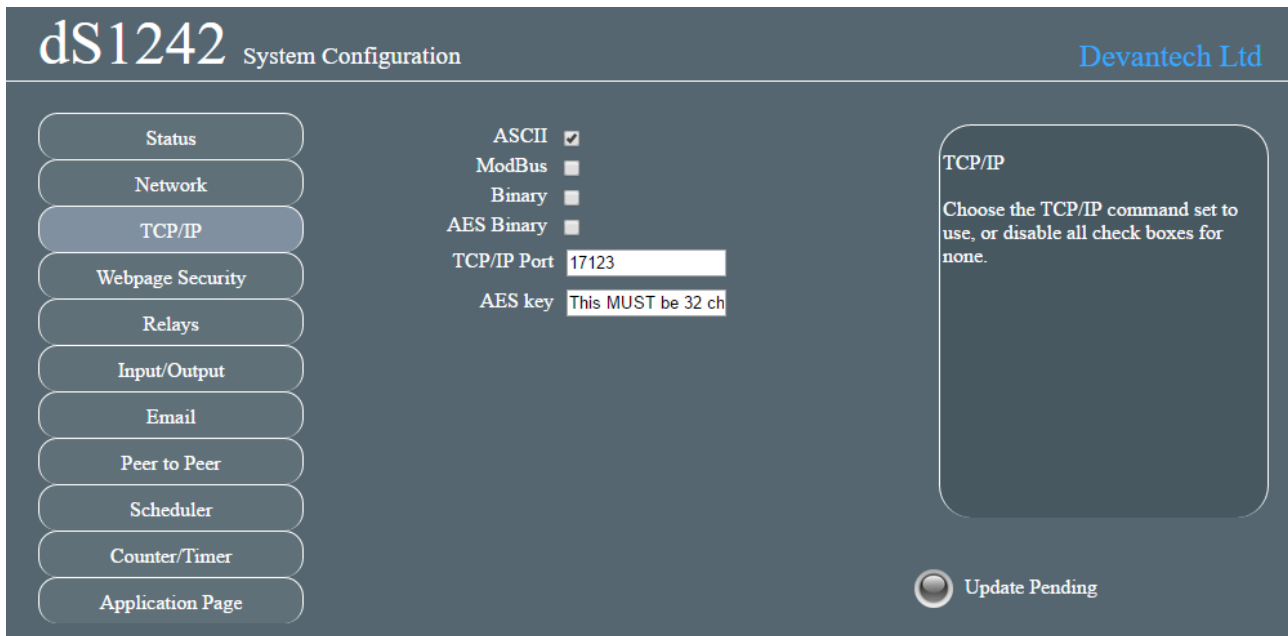 dS1242 System Configuration
Devantech Ltd
Status
Network
TCP/IP
Webpage Security
Relays
Input/Output
Email
Peer to Peer
Scheduler
Counter/Timer
Application Page
ASCII
ModBus
Binary
AES Binary
TCP/IP Port 17123
AES key This MUST be 32 ch
TCP/IP
Choose the TCP/IP command set to
use, or disable all check boxes for
none.
Update Pending